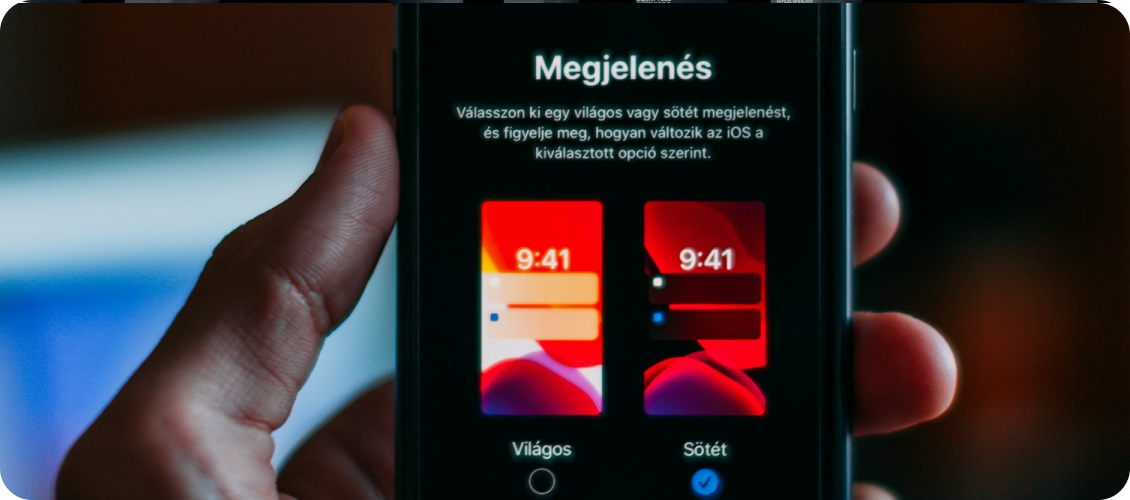 Megjelenés
Válasszon ki egy világos vagy sötét megjelenést,
és figyelje meg, hogyan változik az iOS a
kiválasztott opció szerint.
9:41
9:41
Világos
Sötét